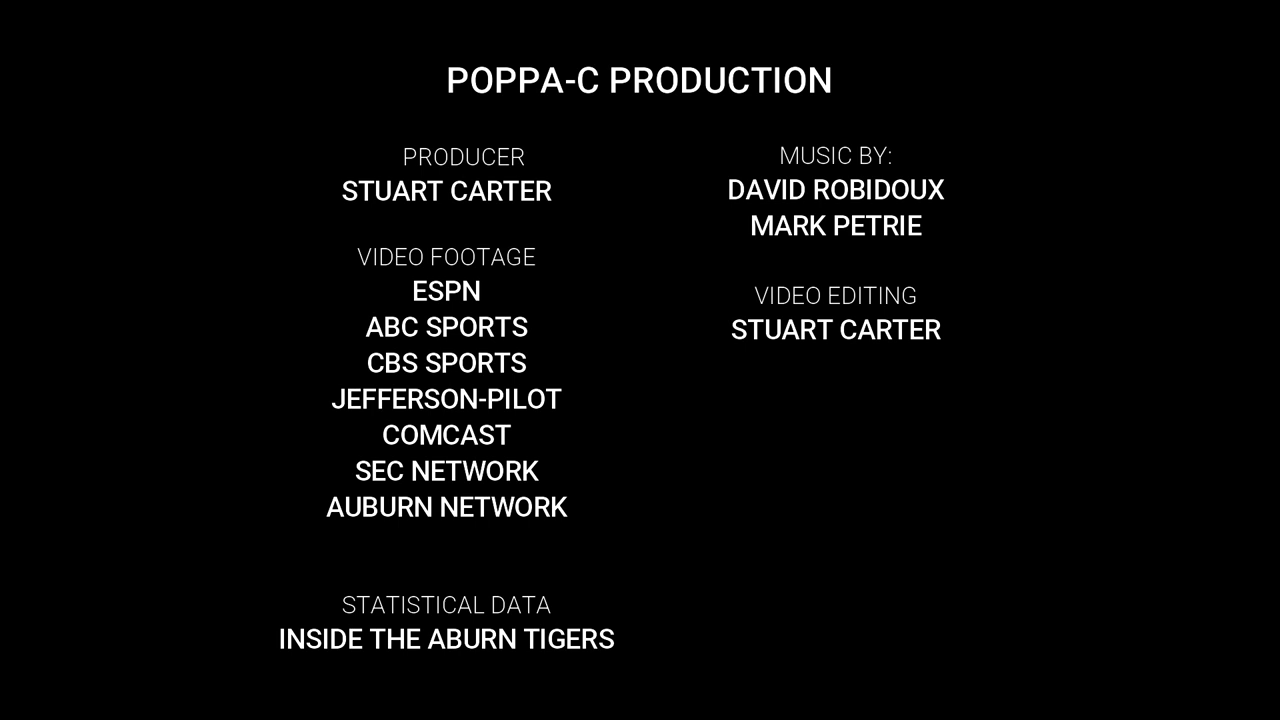 POPPA-C PRODUCTION
PRODUCER
STUART CARTER
VIDEO FOOTAGE
ESPN
ABC SPORTS
CBS SPORTS
JEFFERSON-PILOT
COMCAST
SEC NETWORK
AUBURN NETWORK
STATISTICAL DATA
INSIDE THE ABURN TIGERS
MUSIC BY:
DAVID ROBIDOUX
MARK PETRIE
VIDEO EDITING
STUART CARTER